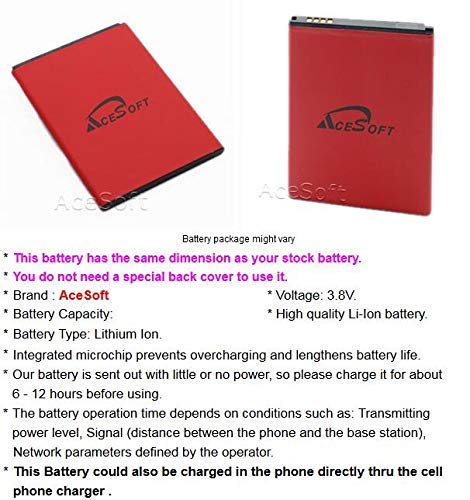 ACESOFT
AceSoft
ACESOFT
AceSoft
Battery package might vary
* This battery has the same dimension as your stock battery.
* You do not need a special back cover to use it.
* Brand : AceSoft * Voltage: 3.8V.
* Battery Capacity: * High quality Li-Ion battery.
* Battery Type: Lithium Ion.
* Integrated microchip prevents overcharging and lengthens battery life.
* Our battery is sent out with little or no power, so please charge it for about
6 - 12 hours before using.
* The battery operation time depends on conditions such as: Transmitting
power level, Signal (distance between the phone and the base station),
Network parameters defined by the operator.
* This Battery could also be charged in the phone directly thru the cell
phone charger .